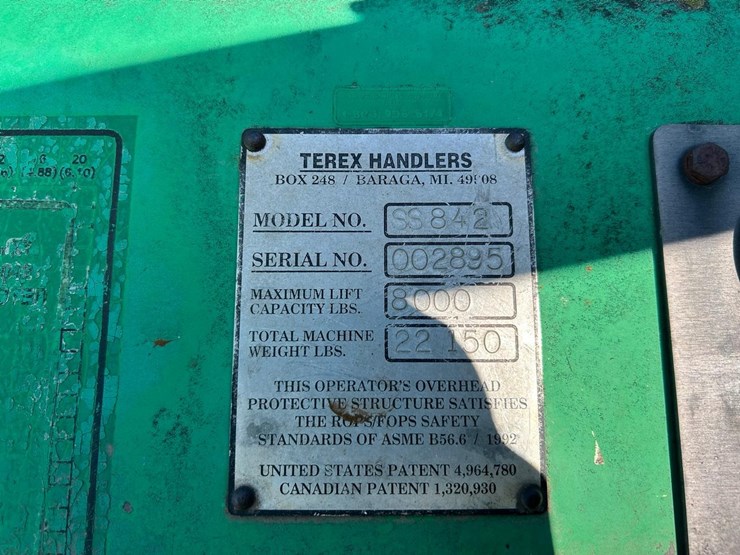 TEREX HANDLERS
BOX 248 / BARAGA, MI.
MODEL NO. SS842
SERIAL NO. 002895
MAXIMUM LIFT
CAPACITY LBS. 8000
TOTAL MACHINE
WEIGHT LBS. 22150
THIS OPERATOR'S OVERHEAD
PROTECTIVE STRUCTURE SATISFIES
THE ROPS/FOPS SAFETY
STANDARDS OF ASME B56.6 / 1992
UNITED STATES PATENT 4,964,780
CANADIAN PATENT 1,320,930
20